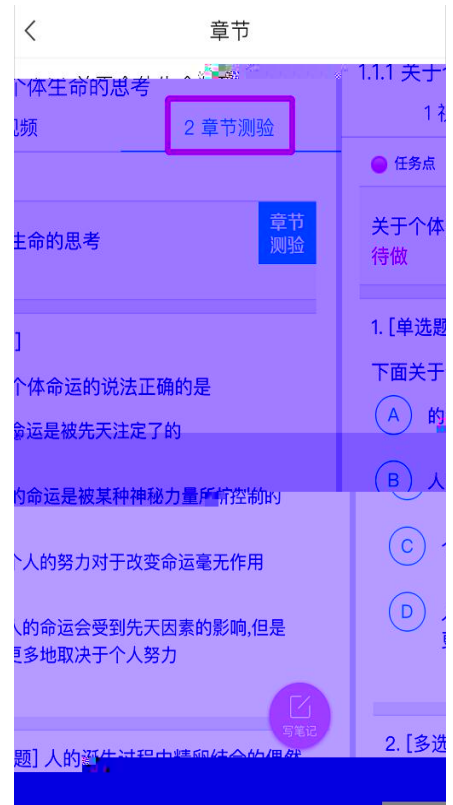 章节
个体生命的思考
1.1.1 关于
视频
2 章节测验
1
任务点
生命的思考
章节
测验
关于个体
待做
]
1. [单选题
个体命运的说法正确的是
下面关于
命运是被先天注定了的
A 的
的命运是被某种神秘力量所控制的
B 人
个人的努力对于改变命运毫无作用
C
人的命运会受到先天因素的影响,但是
更多地取决于个人努力
D
写笔记
题] 人的诞生过程中精卵结合的偶然
2. [多选